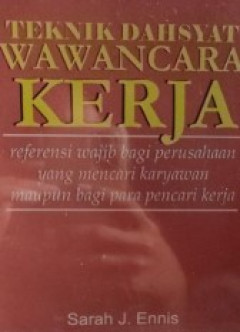 TEKNIK DAHSYAT
WAWANCARA
KERJA
referensi wajib bagi perusahaan
yang mencari karyawan
maupun bagi para pencari kerja
Sarah J. Ennis